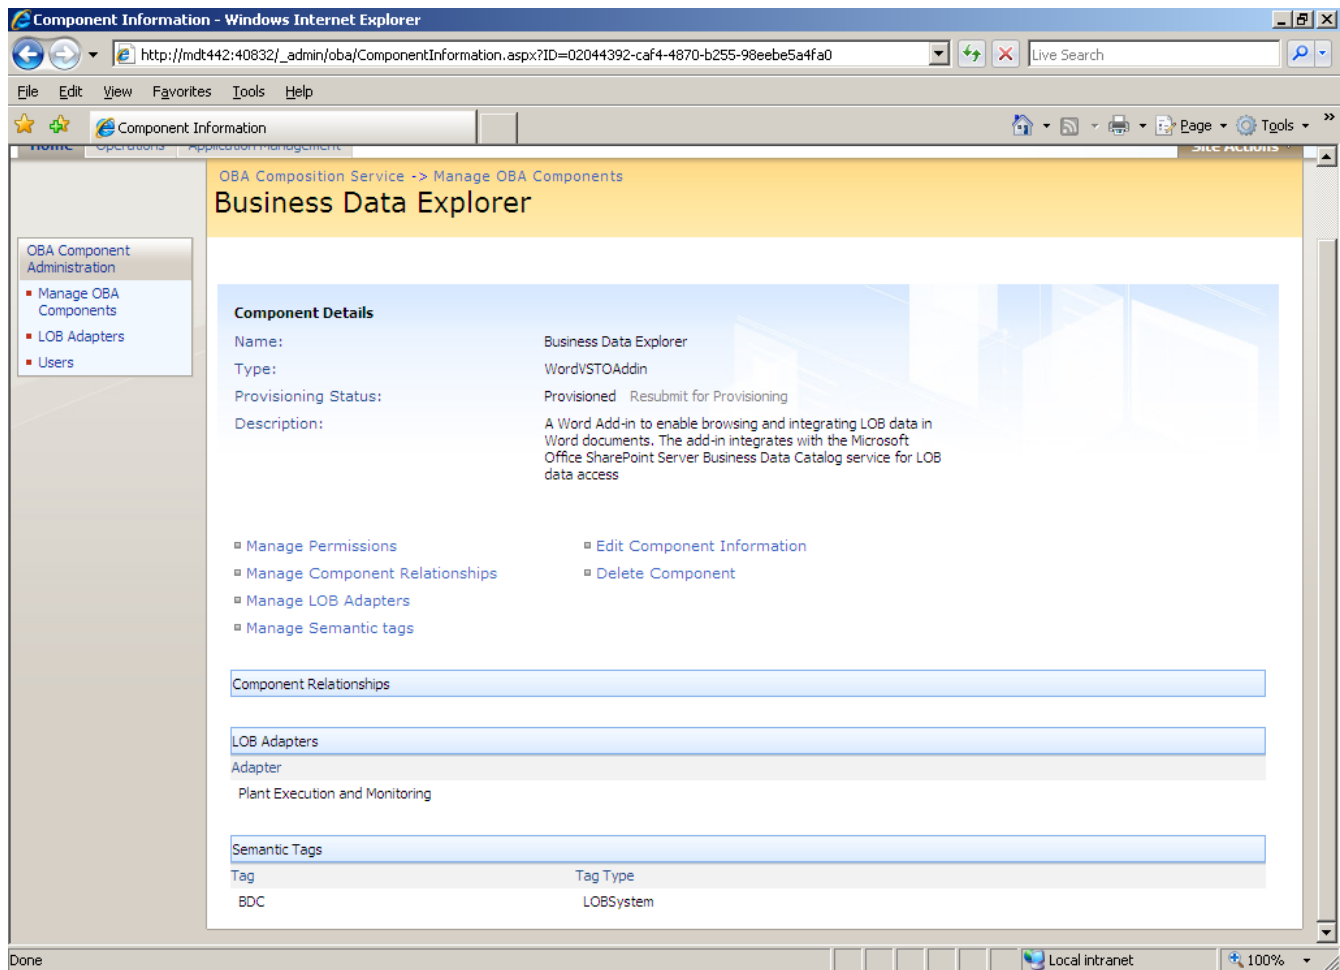 Component Information - Windows Internet Explorer
http://mdt442:40832/_admin/oba/ComponentInformation.aspx?ID=02044392-caf4-4870-b255-98eebe5a4fa0
Live Search
File Edit View Favorites Tools Help
Component Information
Page Tools
Home Operations Application Management Site Actions
OBA Composition Service -> Manage OBA Components
Business Data Explorer
OBA Component
Administration
Manage OBA
Components
LOB Adapters
Users
Component Details
Name: Business Data Explorer
Type: WordVSTOAddin
Provisioning Status: Provisioned Resubmit for Provisioning
Description: A Word Add-in to enable browsing and integrating LOB data in
Word documents. The add-in integrates with the Microsoft
Office SharePoint Server Business Data Catalog service for LOB
data access
Manage Permissions Edit Component Information
Manage Component Relationships Delete Component
Manage LOB Adapters
Manage Semantic tags
Component Relationships
LOB Adapters
Adapter
Plant Execution and Monitoring
Semantic Tags
Tag Tag Type
BDC LOBSystem
Done Local intranet 100%